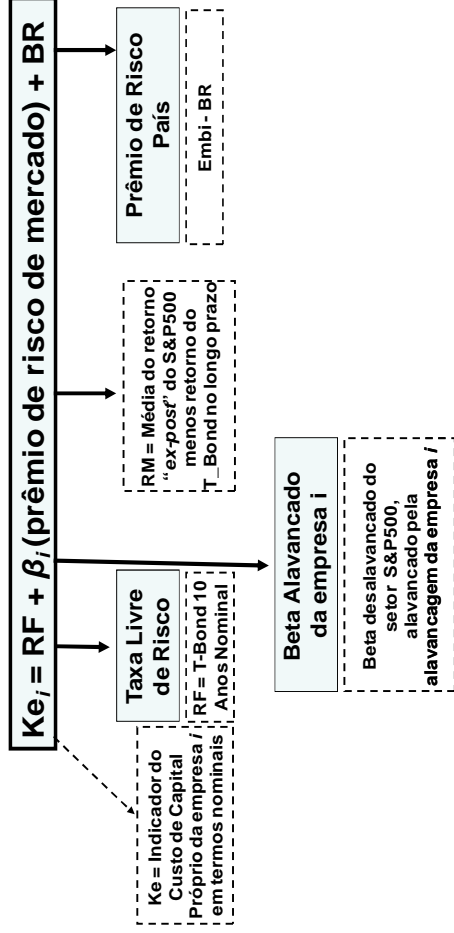 Ke i = RF + β i (prêmio de risco de mercado) + BR
Ke = Indicador do
Custo de Capital
Próprio da empresa i
em termos nominais
Taxa Livre
de Risco
RF = T-Bond 10
Anos Nominal
Beta Alavancado
da empresa i
Beta desalavancado do
setor S&P500,
alavancado pela
alavancagem da empresa i
RM = Média do retorno
“ex-post” do S&P500
menos retorno do
T_Bond no longo prazo
Prêmio de Risco
País
Embi - BR